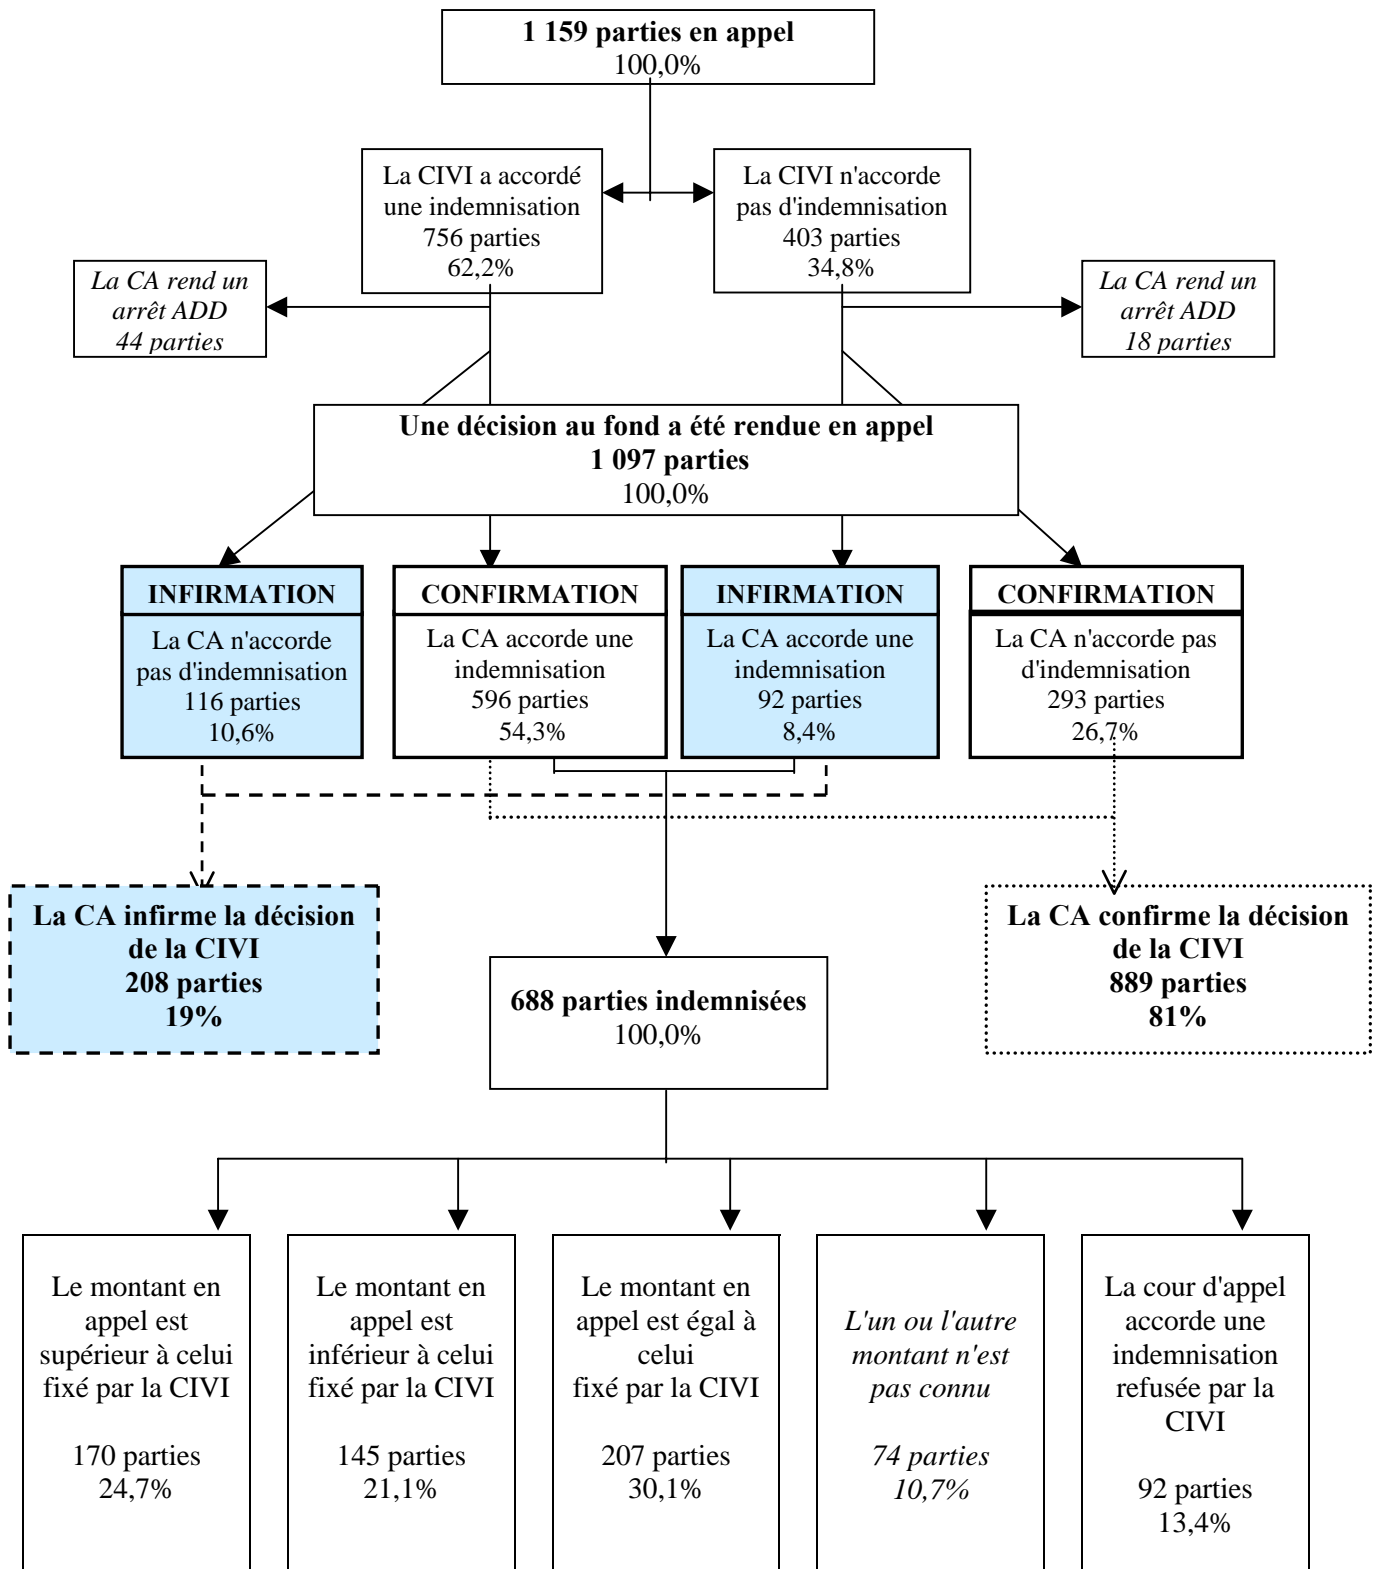 1 159 parties en appel
100,0%
La CIVI a accordé
une indemnisation
756 parties
62,2%
La CIVI n'accorde
pas d'indemnisation
403 parties
34,8%
La CA rend un
arrêt ADD
44 parties
La CA rend un
arrêt ADD
18 parties
Une décision au fond a été rendue en appel
1 097 parties
100,0%
INFIRMATION
La CA n'accorde
pas d'indemnisation
116 parties
10,6%
CONFIRMATION
La CA accorde une
indemnisation
596 parties
54,3%
INFIRMATION
La CA accorde une
indemnisation
92 parties
8,4%
CONFIRMATION
La CA n'accorde pas
d'indemnisation
293 parties
26,7%
La CA infirme la décision
de la CIVI
208 parties
19%
688 parties indemnisées
100,0%
La CA confirme la décision
de la CIVI
889 parties
81%
Le montant en
appel est
supérieur à celui
fixé par la CIVI
170 parties
24,7%
Le montant en
appel est
inférieur à celui
fixé par la CIVI
145 parties
21,1%
Le montant en
appel est égal à
celui
fixé par la CIVI
207 parties
30,1%
L'un ou l'autre
montant n'est
pas connu
74 parties
10,7%
La cour d'appel
accorde une
indemnisation
refusée par la
CIVI
92 parties
13,4%